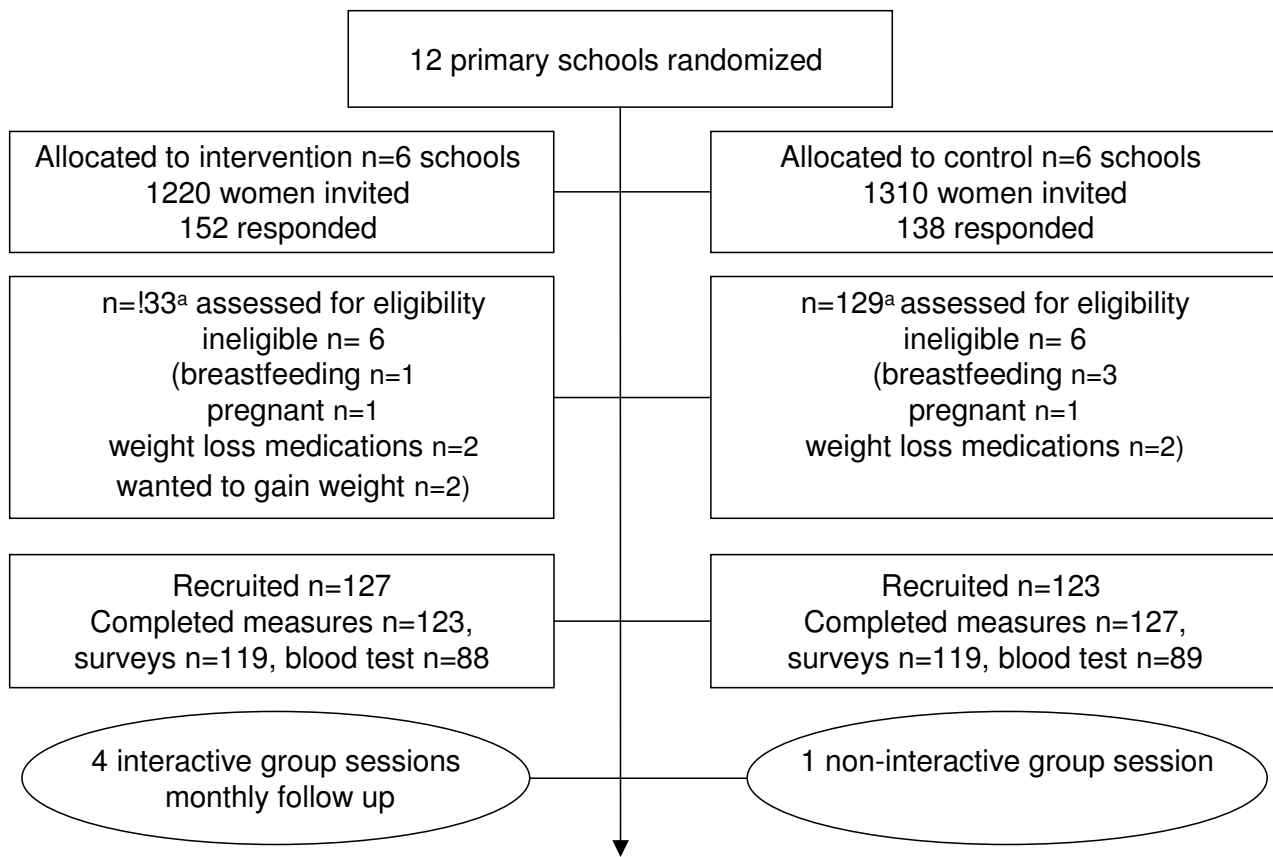 12 primary schools randomized
Allocated to intervention n=6 schools
1220 women invited
152 responded
Allocated to control n=6 schools
1310 women invited
138 responded
n=!33ᵃ assessed for eligibility
ineligible n= 6
(breastfeeding n=1
pregnant n=1
weight loss medications n=2
wanted to gain weight n=2)
n=129ᵃ assessed for eligibility
ineligible n= 6
(breastfeeding n=3
pregnant n=1
weight loss medications n=2)
Recruited n=127
Completed measures n=123,
surveys n=119, blood test n=88
Recruited n=123
Completed measures n=127,
surveys n=119, blood test n=89
4 interactive group sessions
monthly follow up
1 non-interactive group session